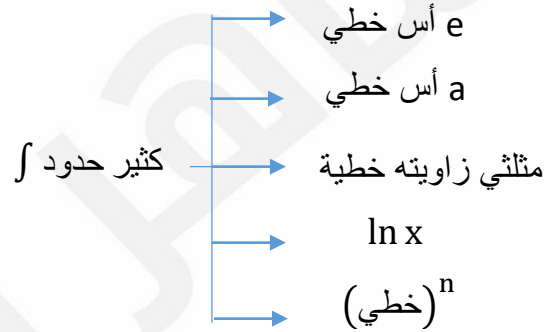 e أس خطي
a أس خطي
∫ كثير حدود
مثلثي زاويته خطية
ln x
(خطي)ⁿ